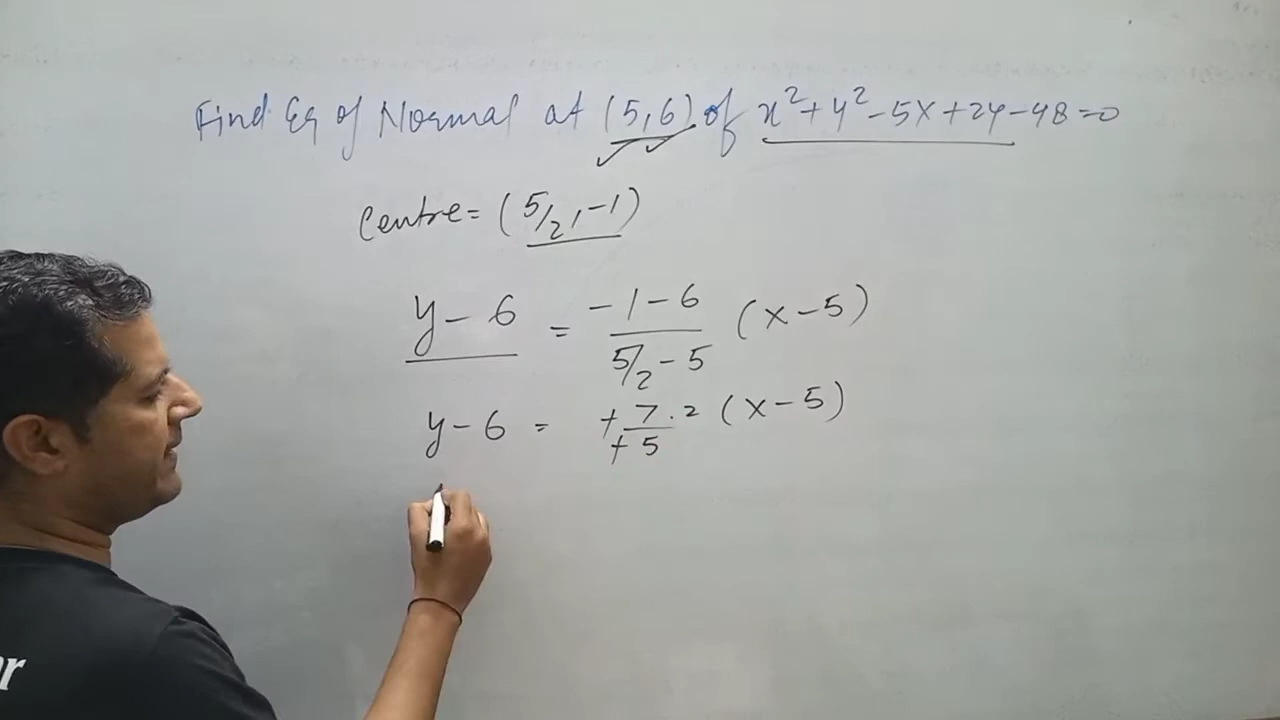 Find Eq of Normal at (5,6) of x²+y²-5x+2y-48=0
Centre = (5/2, -1)
y-6 = (-1-6)/(5/2-5) (x-5)
y-6 = +7.2/+5 (x-5)
r